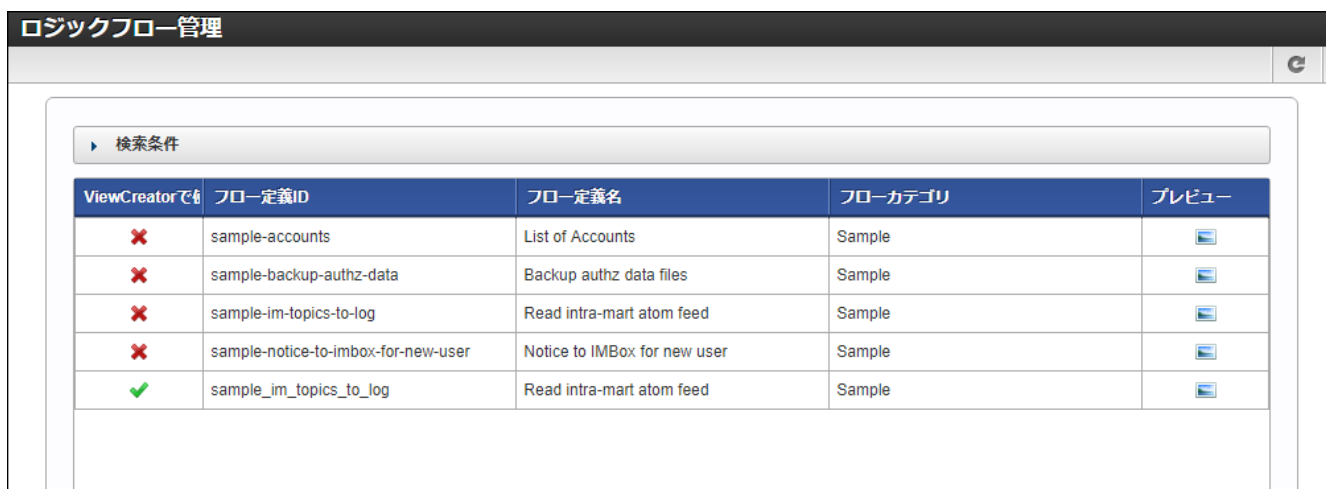 ロジックフロー管理
検索条件
ViewCreatorで フロー定義ID フロー定義名 フローカテゴリ プレビュー
sample-accounts List of Accounts Sample
sample-backup-authz-data Backup authz data files Sample
sample-im-topics-to-log Read intra-mart atom feed Sample
sample-notice-to-imbox-for-new-user Notice to IMBox for new user Sample
sample_im_topics_to_log Read intra-mart atom feed Sample